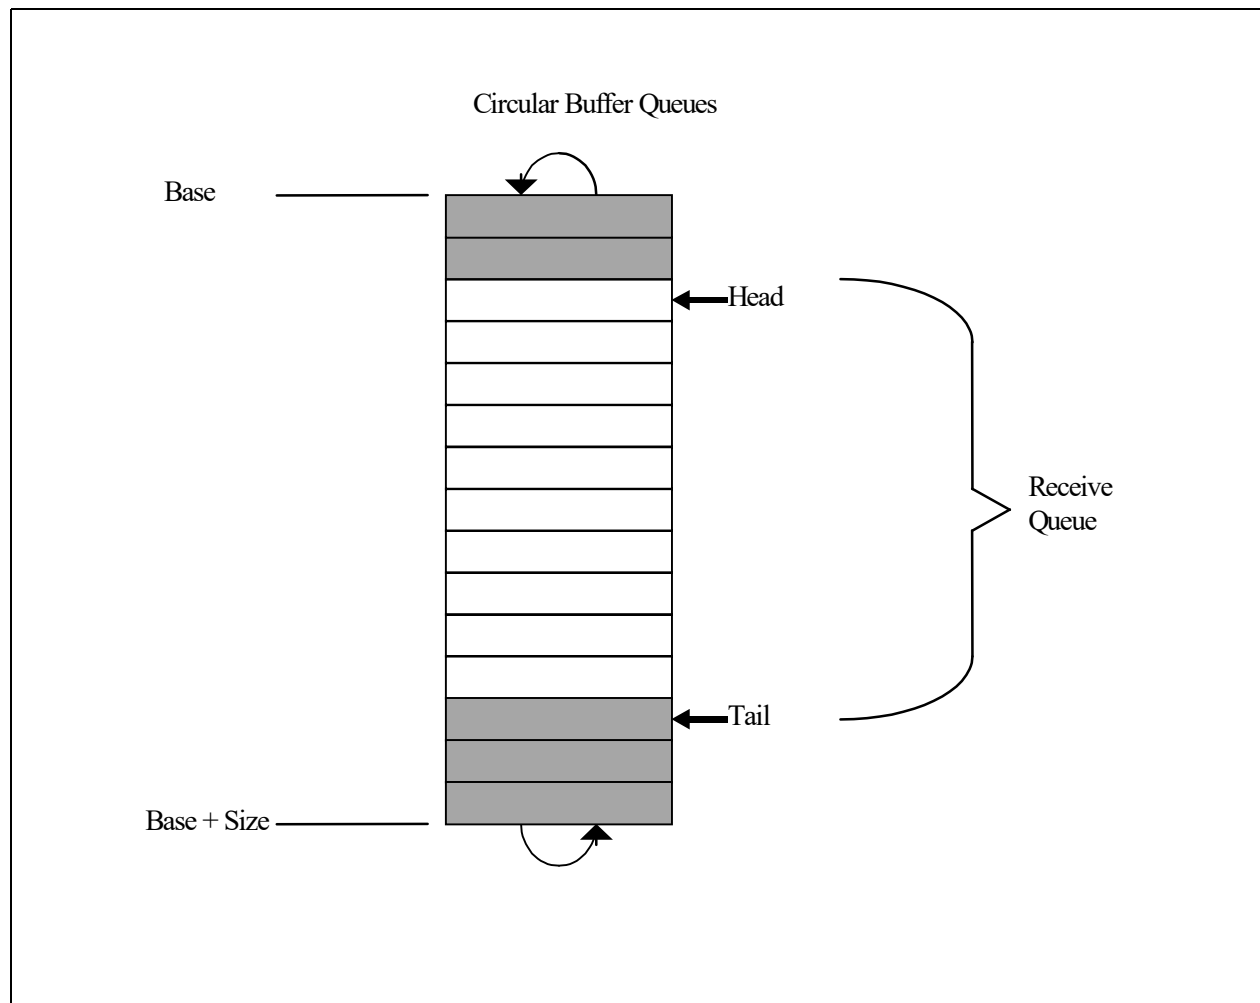 Circular Buffer Queues
Base
Head
Receive
Queue
Tail
Base + Size